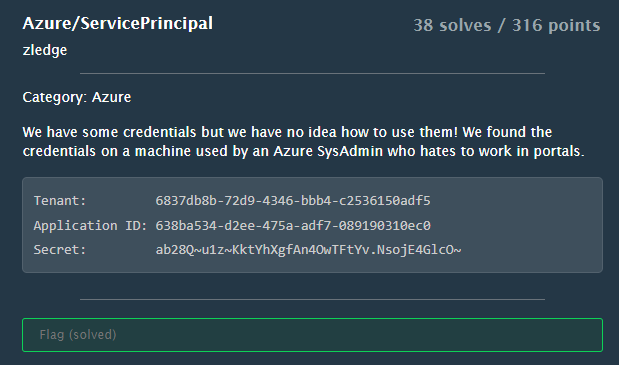 Azure/ServicePrincipal
38 solves / 316 points
zledge
Category: Azure
We have some credentials but we have no idea how to use them! We found the
credentials on a machine used by an Azure SysAdmin who hates to work in portals.
Tenant: 6837db8b-72d9-4346-bbb4-c2536150adf5
Application ID: 638ba534-d2ee-475a-adf7-089190310ec0
Secret: ab28Q~u1z~KktYhXgfAn4OwTFtYv.NsojE4GlcO~
Flag (solved)